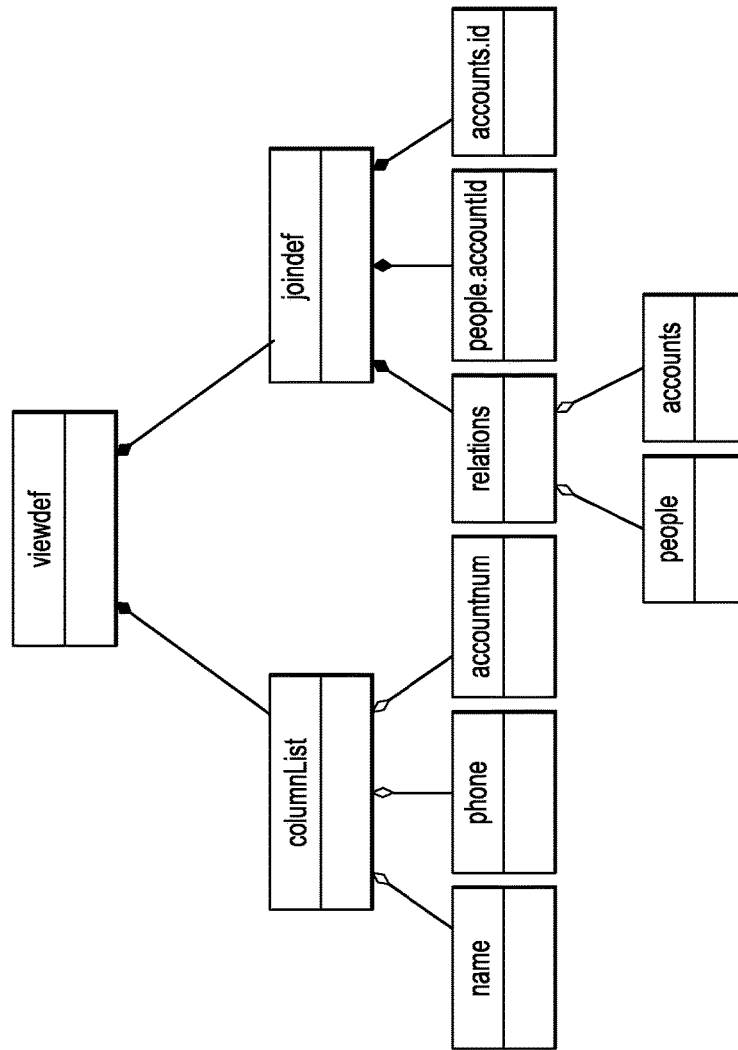 viewdef
columnList
joindef
name
phone
accountnum
relations
people.accountId
accounts.id
people
accounts